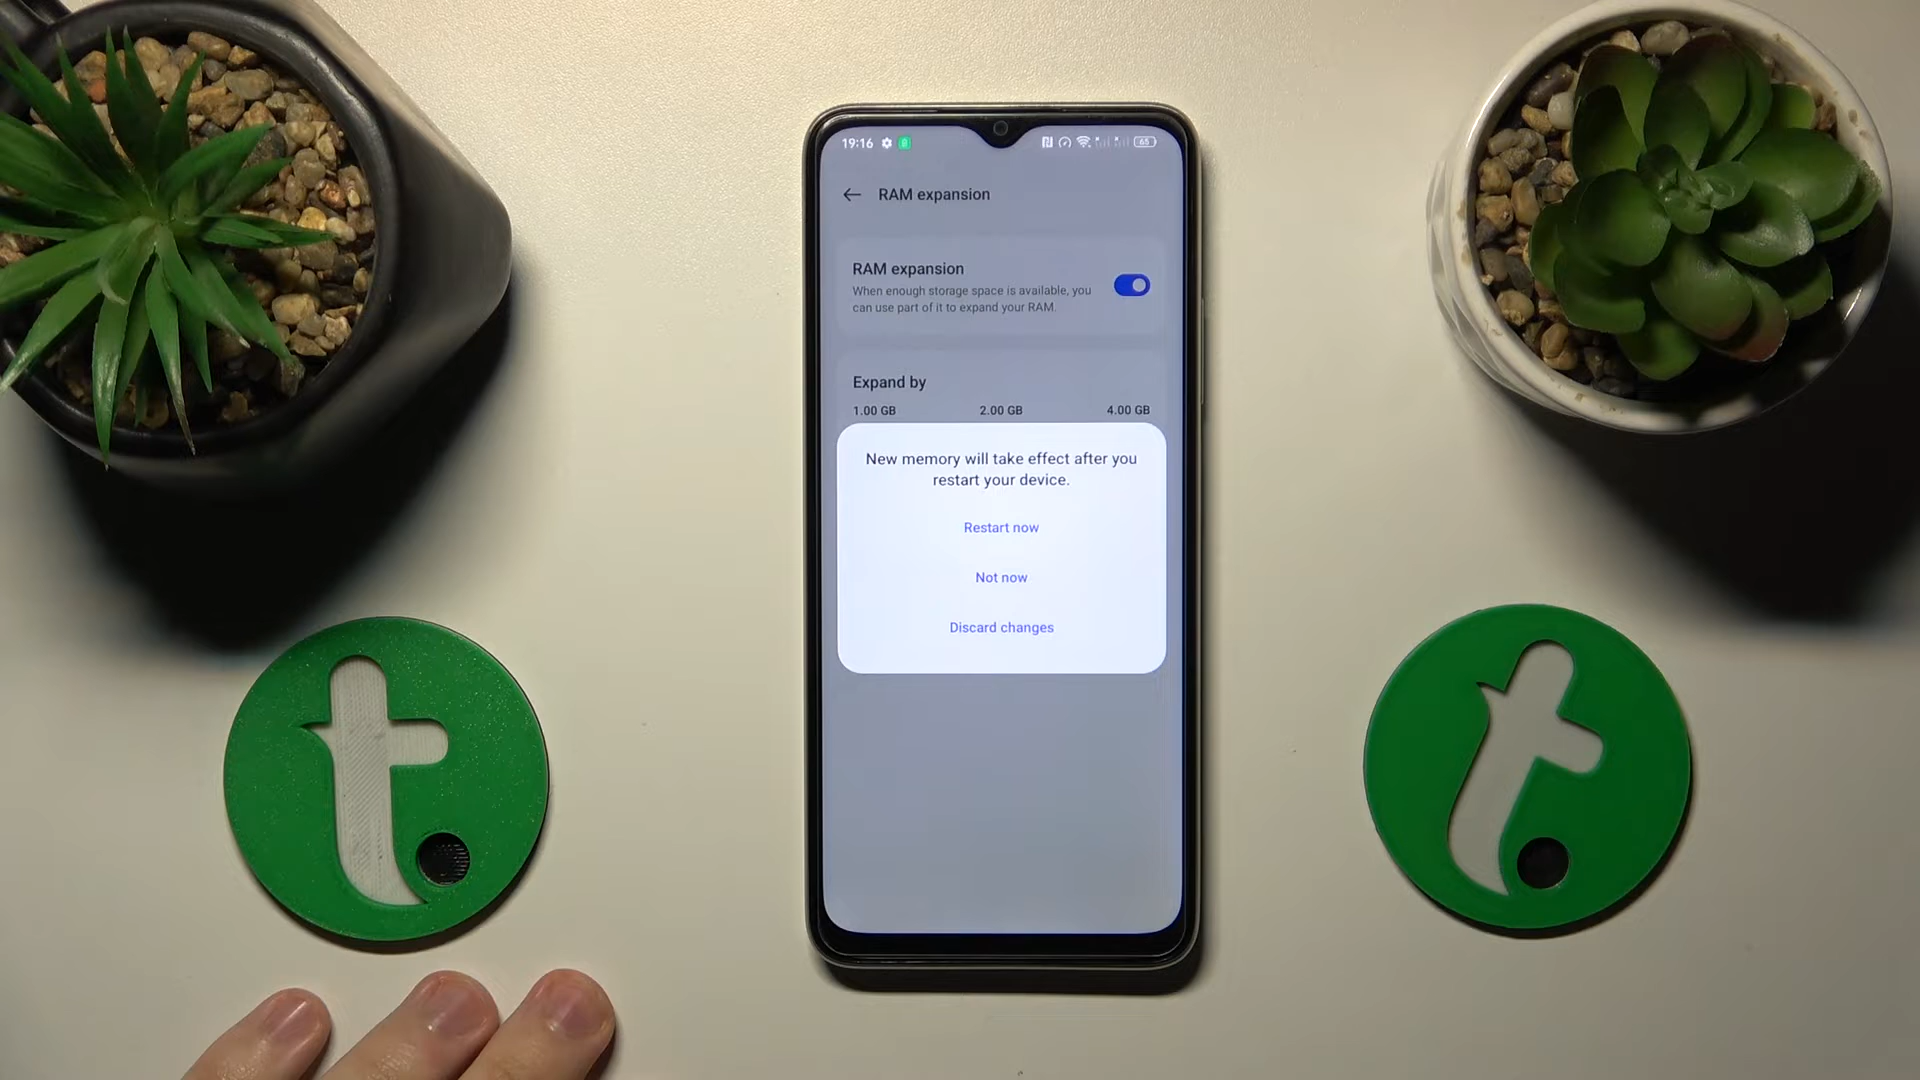 19:16
65
RAM expansion
RAM expansion
When enough storage space is available, you
can use part of it to expand your RAM.
Expand by
1.00 GB 2.00 GB 4.00 GB
New memory will take effect after you
restart your device.
Restart now
Not now
Discard changes
t
t